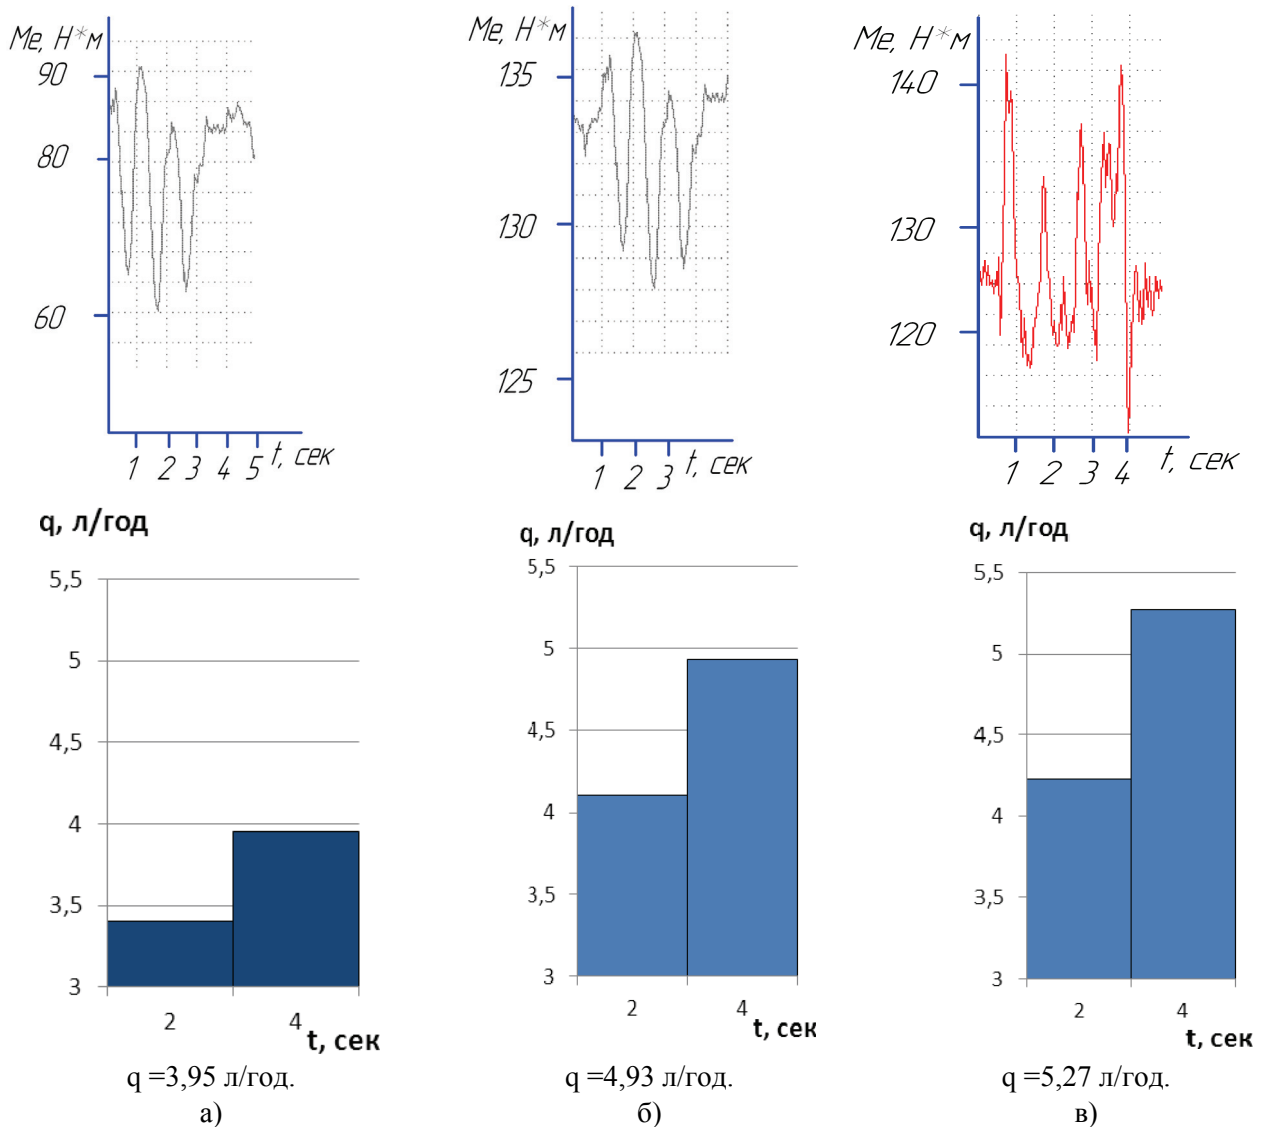 Me, Н*м
90
80
60
1 2 3 4 5 t, сек
Me, Н*м
135
130
125
1 2 3 t, сек
Me, Н*м
140
130
120
1 2 3 4 t, сек
q, л/год
5,5
5
4,5
4
3,5
3
2 4
t, сек
q =3,95 л/год.
а)
q, л/год
5,5
5
4,5
4
3,5
3
2 4
t, сек
q =4,93 л/год.
б)
q, л/год
5,5
5
4,5
4
3,5
3
2 4
t, сек
q =5,27 л/год.
в)